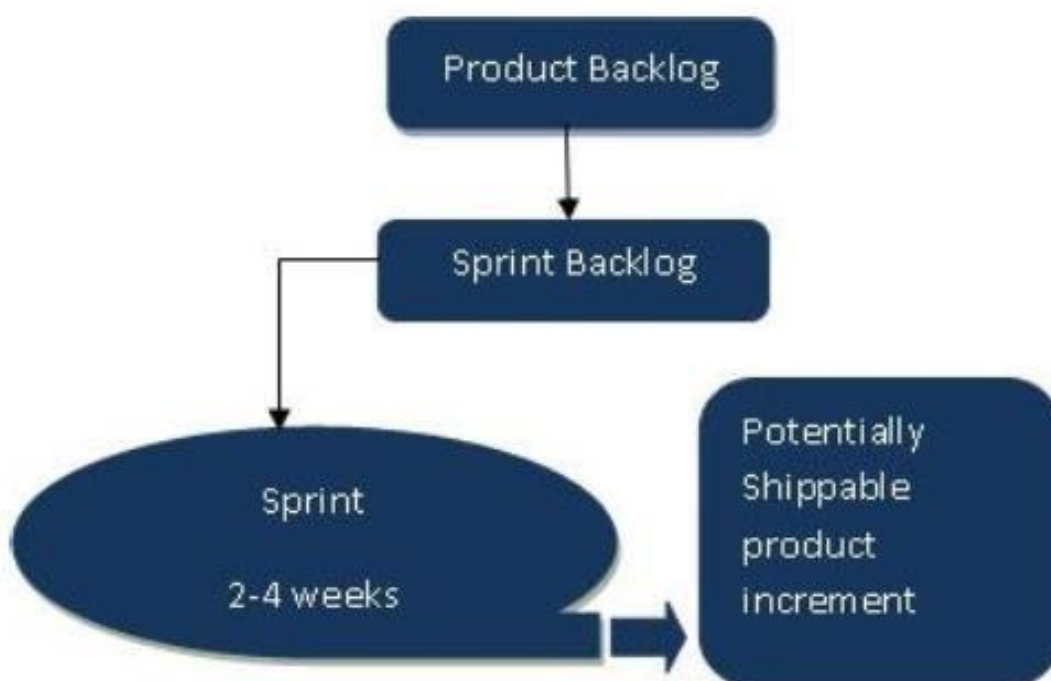 Product Backlog
Sprint Backlog
Sprint
2-4 weeks
Potentially
Shippable
product
increment